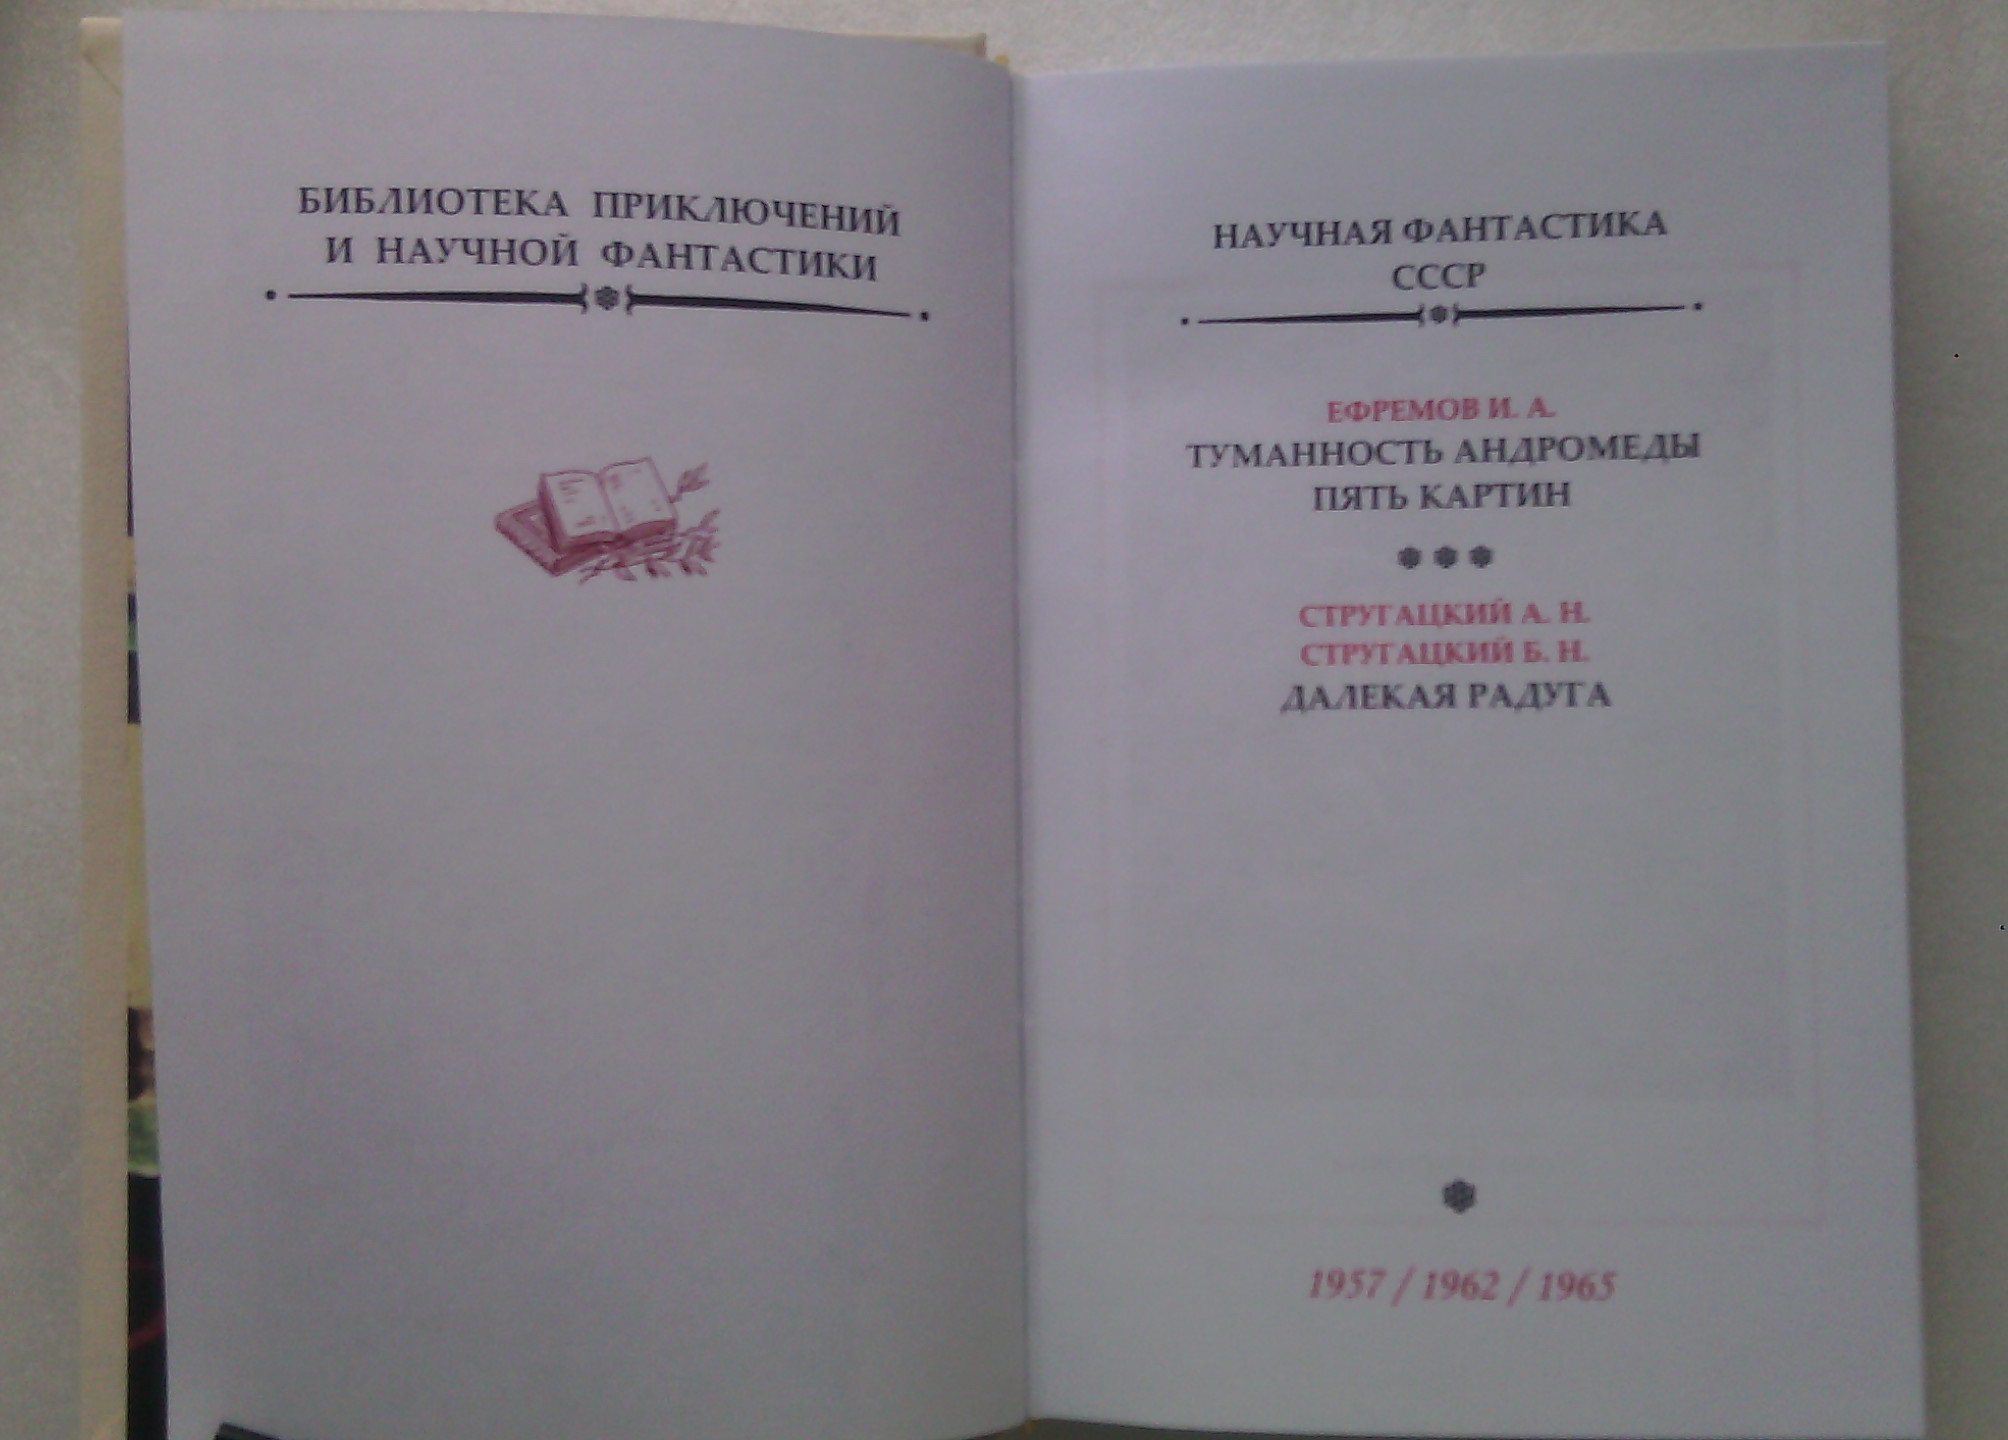 БИБЛИОТЕКА ПРИКЛЮЧЕНИЙ
И НАУЧНОЙ ФАНТАСТИКИ
НАУЧНАЯ ФАНТАСТИКА
СССР
ЕФРЕМОВ И. А.
ТУМАННОСТЬ АНДРОМЕДЫ
ПЯТЬ КАРТИН
СТРУГАЦКИЙ А. Н.
СТРУГАЦКИЙ Б. Н.
ДАЛЕКАЯ РАДУГА
1957 / 1962 / 1965